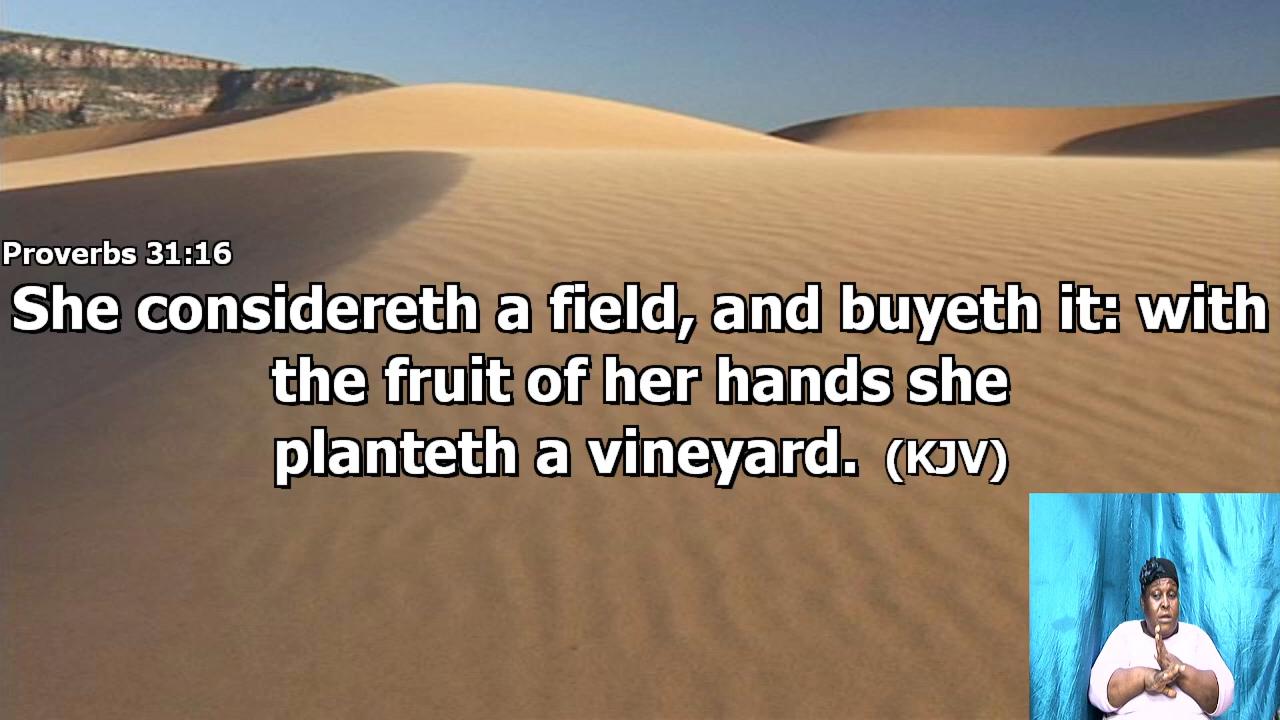 Proverbs 31:16
She considereth a field, and buyeth it: with
the fruit of her hands she
planteth a vineyard. (KJV)